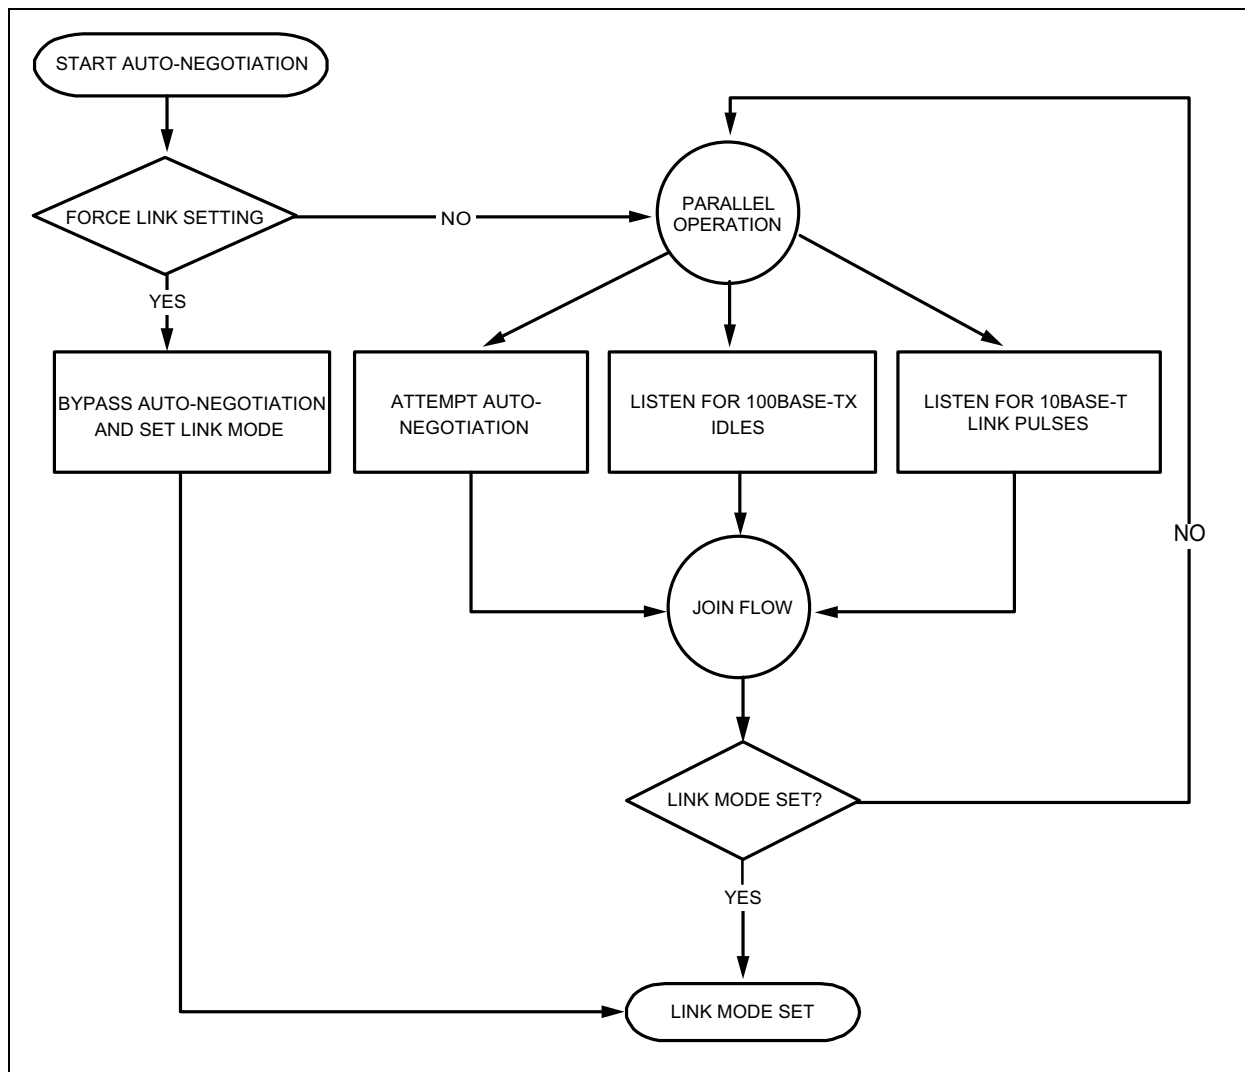 START AUTO-NEGOTIATION
FORCE LINK SETTING
NO
PARALLEL
OPERATION
YES
BYPASS AUTO-NEGOTIATION
AND SET LINK MODE
ATTEMPT AUTO-
NEGOTIATION
LISTEN FOR 100BASE-TX
IDLES
LISTEN FOR 10BASE-T
LINK PULSES
NO
JOIN FLOW
LINK MODE SET?
YES
LINK MODE SET